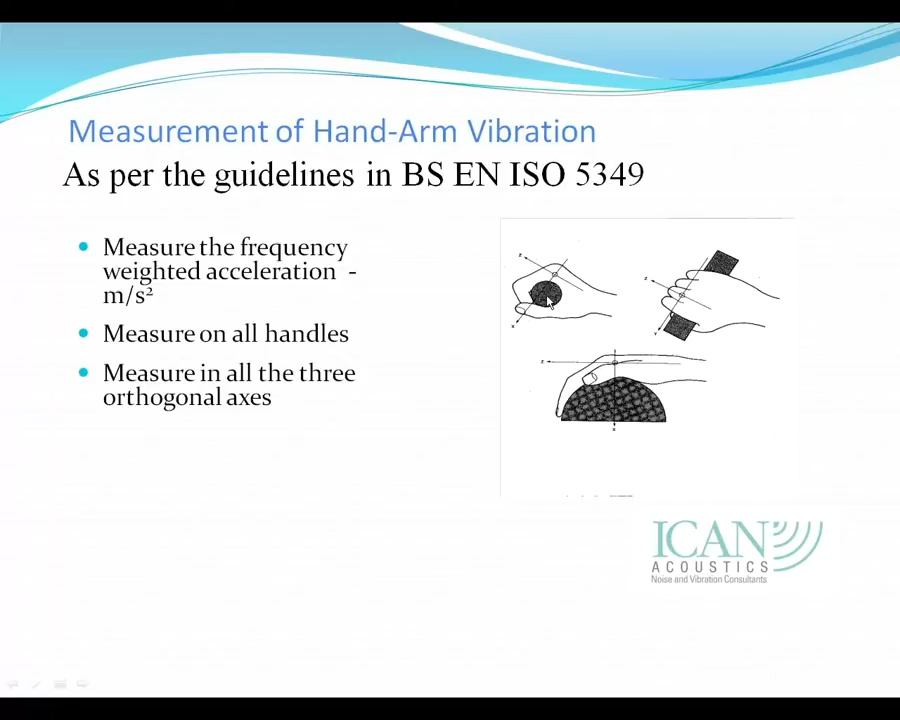 Measurement of Hand-Arm Vibration
As per the guidelines in BS EN ISO 5349
• Measure the frequency
weighted acceleration -
m/s²
• Measure on all handles
• Measure in all the three
orthogonal axes
z
x
z
Y
z
x
ICAN
ACOUSTICS
Noise and Vibration Consultants